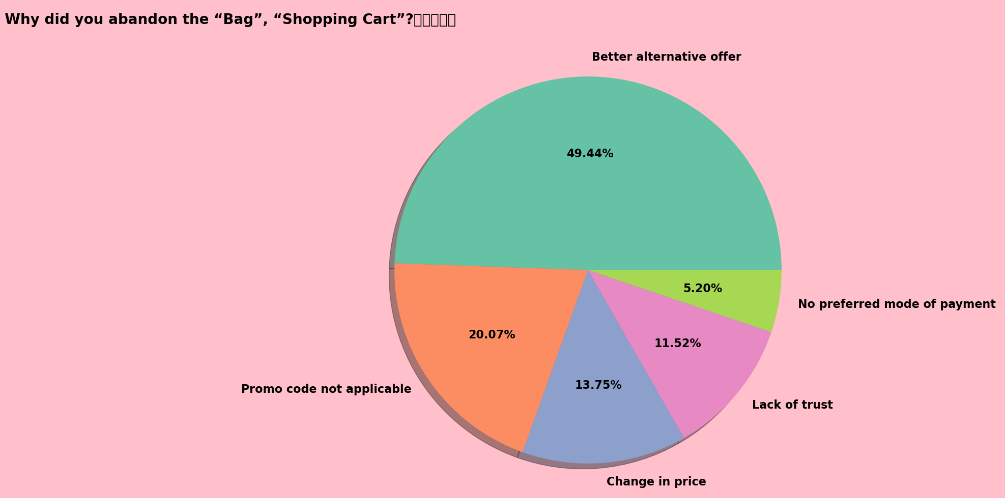 Why did you abandon the “Bag”, “Shopping Cart”?
Better alternative offer
49.44%
5.20%
No preferred mode of payment
20.07%
11.52%
13.75%
Promo code not applicable
Lack of trust
Change in price